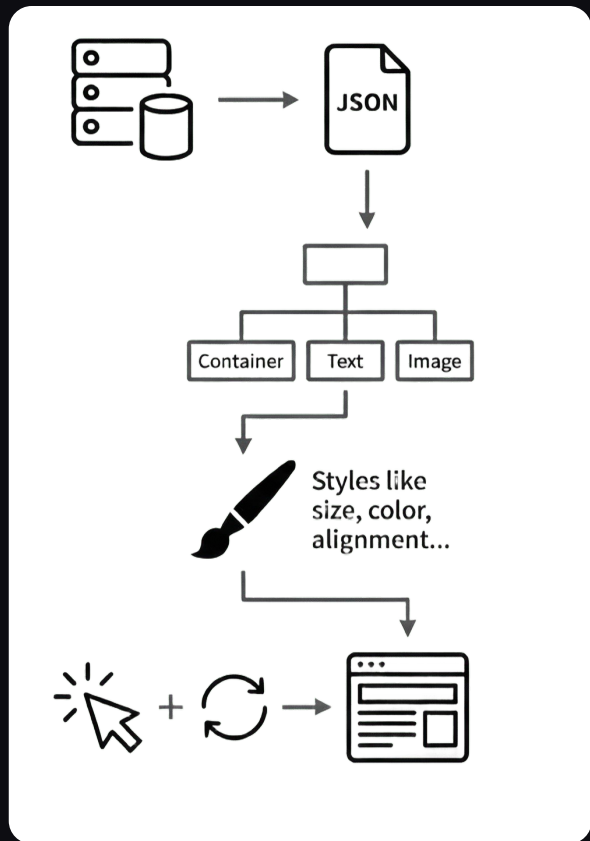 JSON
Container
Text
Image
Styles like
size, color,
alignment...